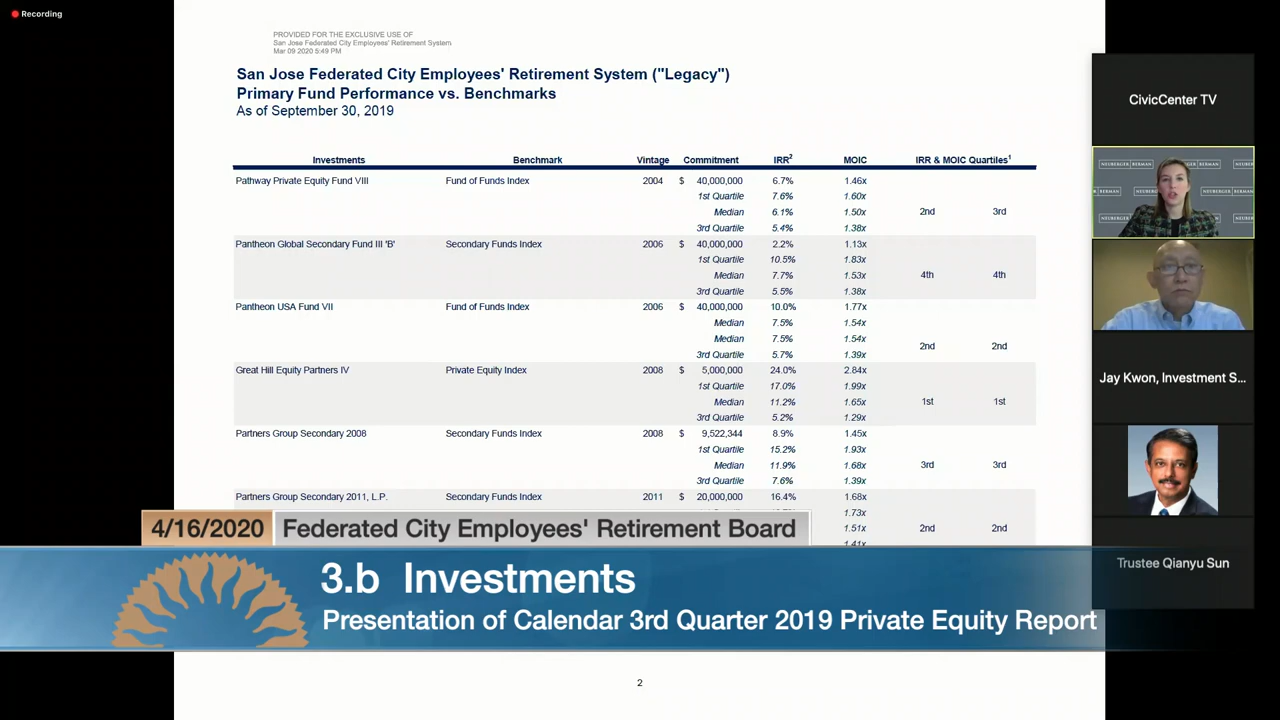 Recording
PROVIDED FOR THE EXCLUSIVE USE OF
San Jose Federated City Employees' Retirement System
Mar 09 2020 5:49 PM
San Jose Federated City Employees' Retirement System ("Legacy")
Primary Fund Performance vs. Benchmarks
As of September 30, 2019
Investments Benchmark Vintage Commitment IRR2 MOIC IRR & MOIC Quartiles1
Pathway Private Equity Fund VIII Fund of Funds Index 2004 $ 40,000,000 6.7% 1.46x
1st Quartile 7.6% 1.60x
Median 6.1% 1.50x 2nd 3rd
3rd Quartile 5.4% 1.38x
Pantheon Global Secondary Fund III 'B' Secondary Funds Index 2006 $ 40,000,000 2.2% 1.13x
1st Quartile 10.5% 1.83x
Median 7.7% 1.53x 4th 4th
3rd Quartile 5.5% 1.38x
Pantheon USA Fund VII Fund of Funds Index 2006 $ 40,000,000 10.0% 1.77x
Median 7.5% 1.54x
Median 7.5% 1.54x
2nd 2nd
3rd Quartile 5.7% 1.39x
Great Hill Equity Partners IV Private Equity Index 2008 $ 5,000,000 24.0% 2.84x
1st Quartile 17.0% 1.99x
Median 11.2% 1.65x 1st 1st
3rd Quartile 5.2% 1.29x
Partners Group Secondary 2008 Secondary Funds Index 2008 $ 9,522,344 8.9% 1.45x
1st Quartile 15.2% 1.93x
Median 11.9% 1.68x 3rd 3rd
3rd Quartile 7.6% 1.39x
Partners Group Secondary 2011, L.P. Secondary Funds Index 2011 $ 20,000,000 16.4% 1.68x
1.73x
1.51x 2nd 2nd
1.41x
4/16/2020 Federated City Employees' Retirement Board
3.b Investments
Presentation of Calendar 3rd Quarter 2019 Private Equity Report
2
CivicCenter TV
NEUBERGER BERMAN
Jay Kwon, Investment S...
Trustee Qianyu Sun